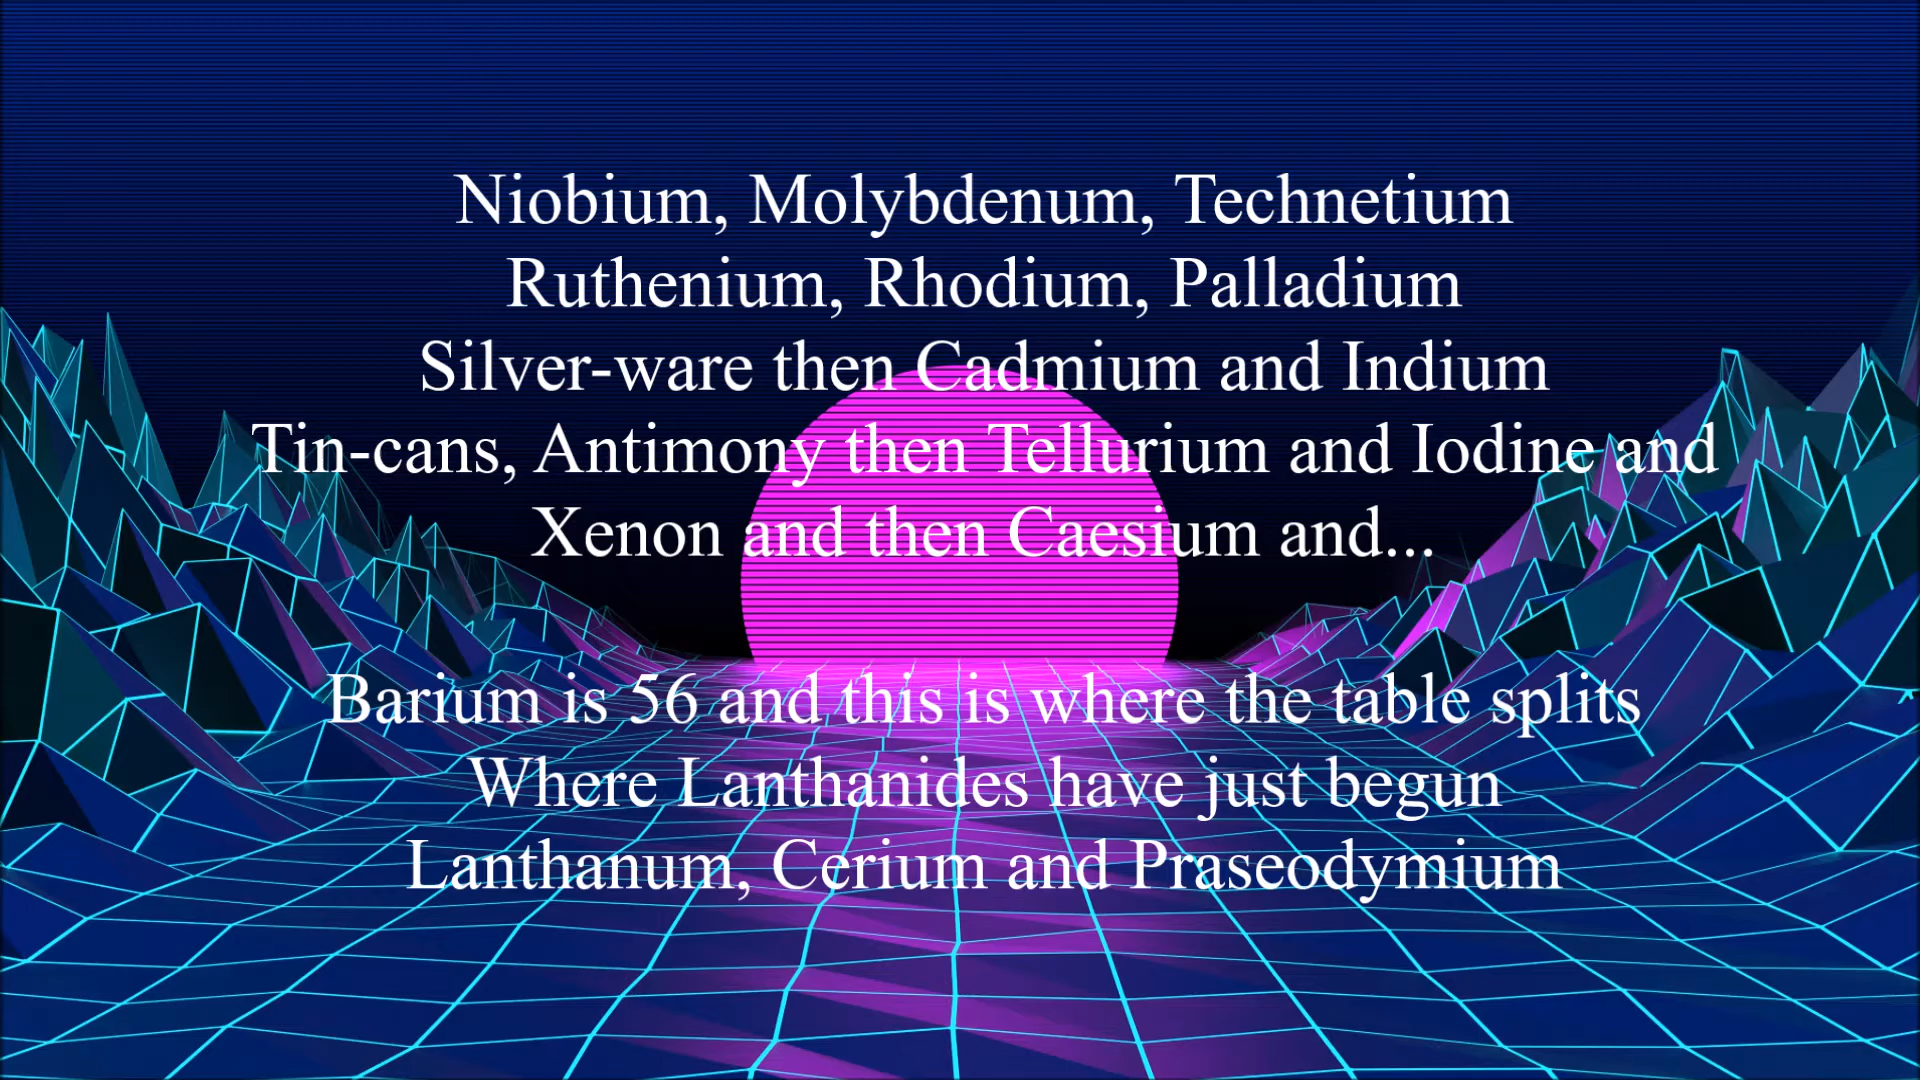 Niobium, Molybdenum, Technetium
Ruthenium, Rhodium, Palladium
Silver-ware then Cadmium and Indium
Tin-cans, Antimony then Tellurium and Iodine and
Xenon and then Caesium and...
Barium is 56 and this is where the table splits
Where Lanthanides have just begun
Lanthanum, Cerium and Praseodymium